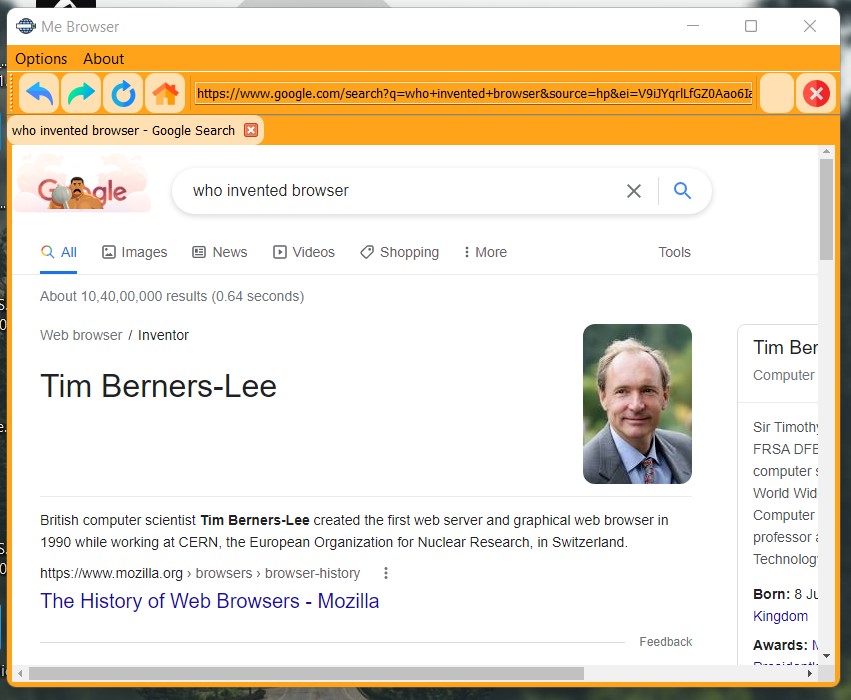 Me Browser
Options About
https://www.google.com/search?q=who+invented+browser&source=hp&ei=V9iJYqrlLfGZ0Aao6Ia
who invented browser - Google Search
Google
who invented browser
All Images News Videos Shopping More Tools
About 10,40,00,000 results (0.64 seconds)
Web browser / Inventor
Tim Berners-Lee
British computer scientist Tim Berners-Lee created the first web server and graphical web browser in
1990 while working at CERN, the European Organization for Nuclear Research, in Switzerland.
https://www.mozilla.org › browsers › browser-history
The History of Web Browsers - Mozilla
Feedback
Tim Ber
Computer
Sir Timothy
FRSA DFE
computer s
World Wid
Computer
professor a
Technology
Born: 8 Ju
Kingdom
Awards: M